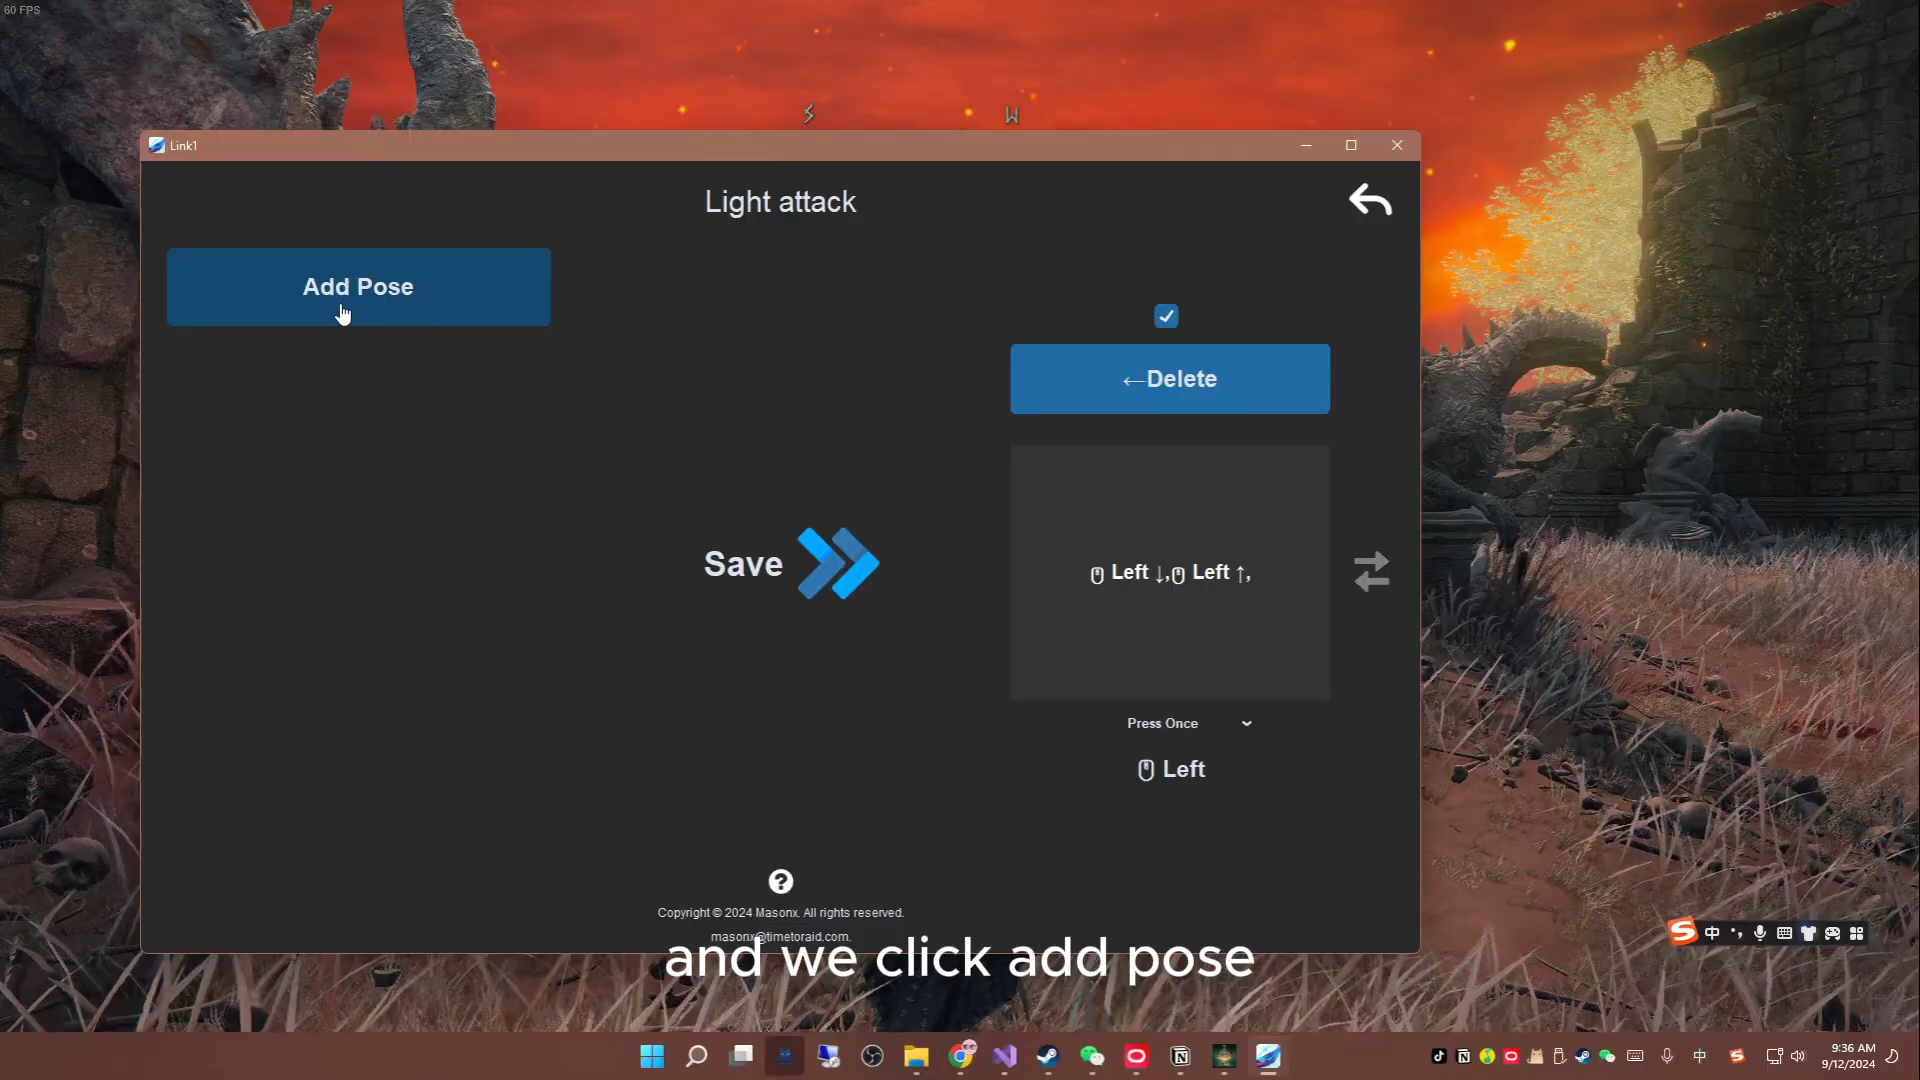 60 FPS
Link1
Light attack
Add Pose
←Delete
Save
Left ↓, Left ↑,
Press Once
Left
Copyright © 2024 Masonx. All rights reserved.
masonx@timetoraid.com.
and we click add pose
中
中
9:36 AM
9/12/2024